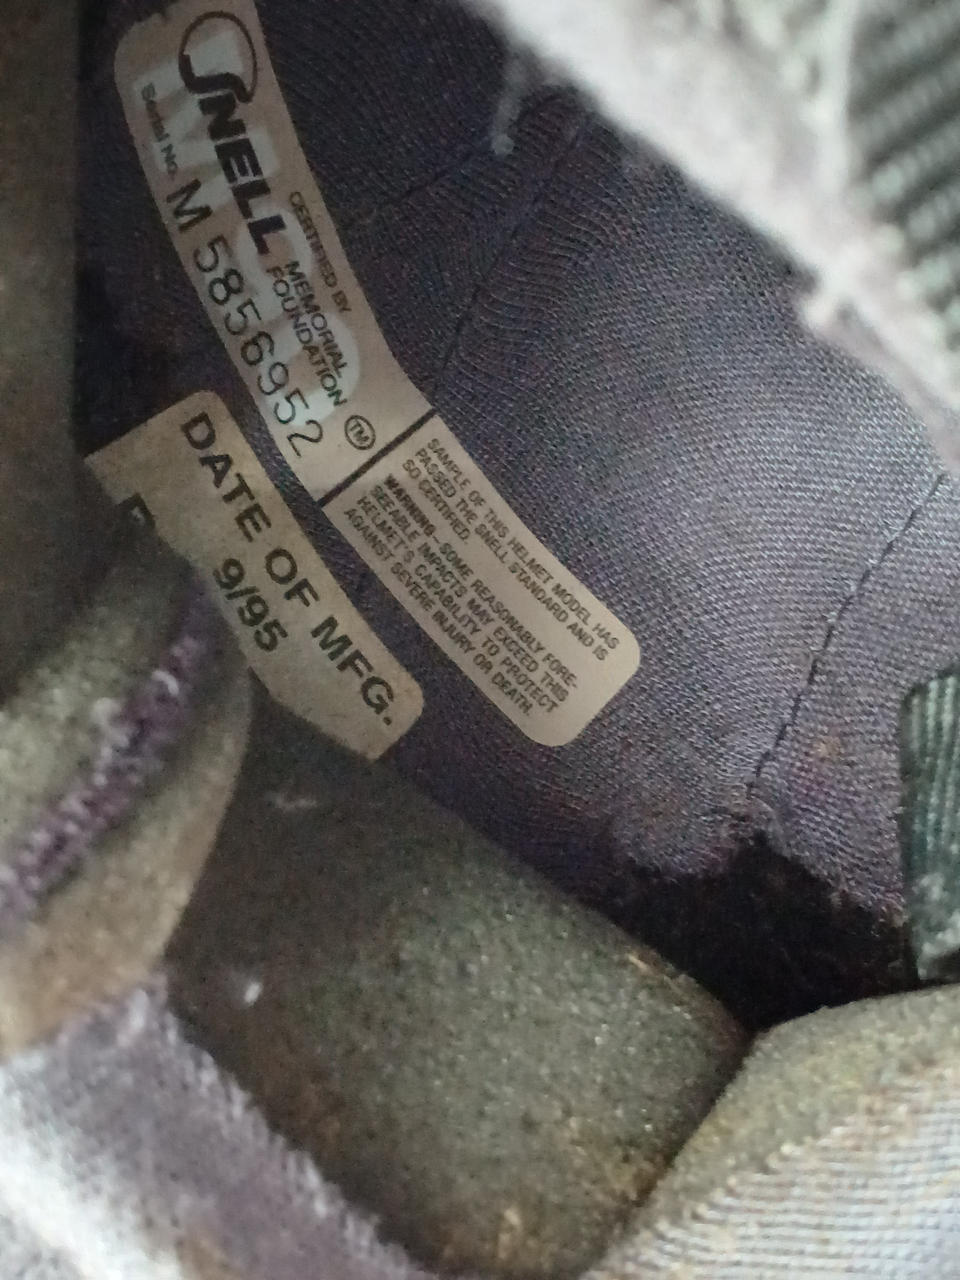 SNELL
CERTIFIED BY
MEMORIAL
FOUNDATION
TM
Serial No.
M 5856952
SAMPLE OF THIS HELMET MODEL HAS
PASSED THE SNELL STANDARD AND IS
SO CERTIFIED.
WARNING–SOME REASONABLY FORE-
SEEABLE IMPACTS MAY EXCEED THIS
HELMET'S CAPABILITY TO PROTECT
AGAINST SEVERE INJURY OR DEATH.
DATE OF MFG.
9/95